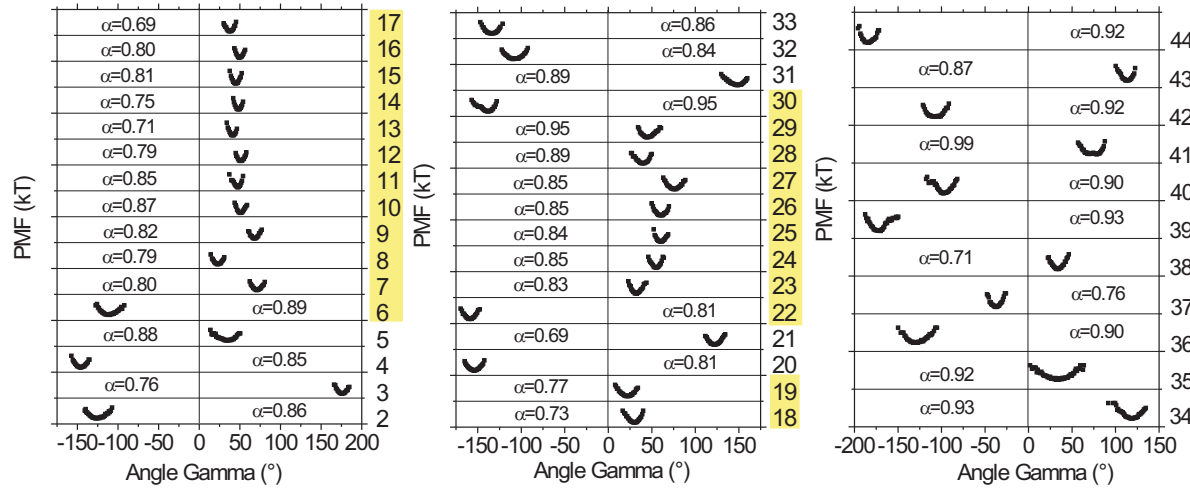 α=0.69 17
α=0.80 16
α=0.81 15
α=0.75 14
α=0.71 13
α=0.79 12
α=0.85 11
α=0.87 10
α=0.82 9
α=0.79 8
α=0.80 7
α=0.89 6
α=0.88 5
α=0.85 4
α=0.76 3
α=0.86 2
PMF (kT)
-150 -100 -50 0 50 100 150 200
Angle Gamma (°)
α=0.86 33
α=0.84 32
α=0.89 31
α=0.95 30
α=0.95 29
α=0.89 28
α=0.85 27
α=0.85 26
α=0.84 25
α=0.85 24
α=0.83 23
α=0.81 22
α=0.69 21
α=0.81 20
α=0.77 19
α=0.73 18
PMF (kT)
-150 -100 -50 0 50 100 150
Angle Gamma (°)
α=0.92 44
α=0.87 43
α=0.92 42
α=0.99 41
α=0.90 40
α=0.93 39
α=0.71 38
α=0.76 37
α=0.90 36
α=0.92 35
α=0.93 34
PMF (kT)
-200 -150 -100 -50 0 50 100 150
Angle Gamma (°)